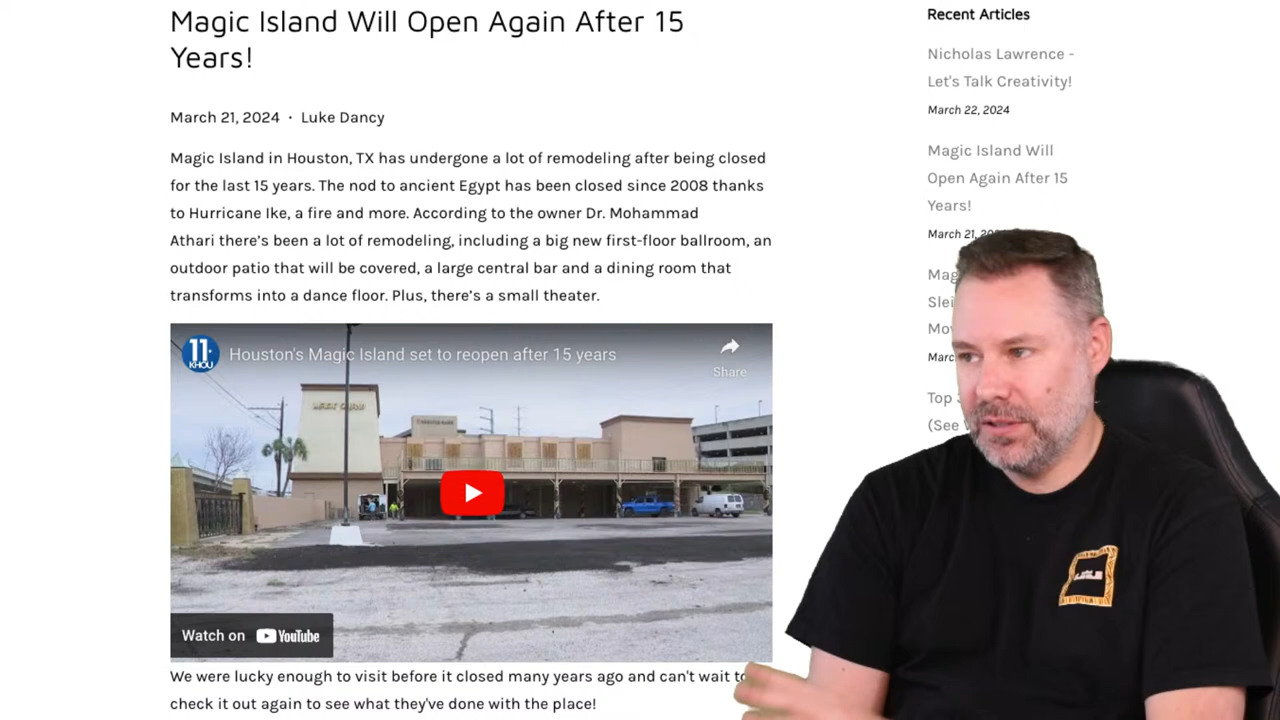 Magic Island Will Open Again After 15
Years!
March 21, 2024 · Luke Dancy
Magic Island in Houston, TX has undergone a lot of remodeling after being closed
for the last 15 years. The nod to ancient Egypt has been closed since 2008 thanks
to Hurricane Ike, a fire and more. According to the owner Dr. Mohammad
Athari there’s been a lot of remodeling, including a big new first-floor ballroom, an
outdoor patio that will be covered, a large central bar and a dining room that
transforms into a dance floor. Plus, there’s a small theater.
11
KHOU
Houston's Magic Island set to reopen after 15 years
Share
MAGIC ISLAND
Watch on YouTube
We were lucky enough to visit before it closed many years ago and can't wait to
check it out again to see what they've done with the place!
Recent Articles
Nicholas Lawrence -
Let's Talk Creativity!
March 22, 2024
Magic Island Will
Open Again After 15
Years!
March 21,
Mag
Slei
Mov
Marc
Top
(See